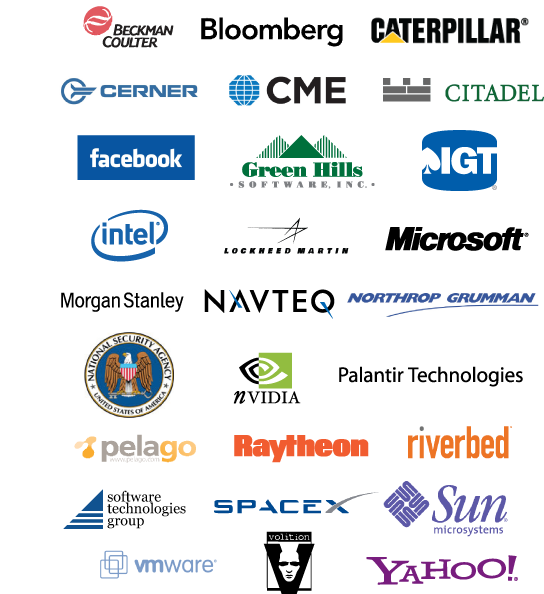 BECKMAN
COULTER
Bloomberg
CATERPILLAR®
CERNER
CME
CITADEL
facebook
Green Hills
SOFTWARE, INC.
IGT®
intel®
LOCKHEED MARTIN
Microsoft®
Morgan Stanley
NAVTEQ
NORTHROP GRUMMAN
NATIONAL SECURITY AGENCY
UNITED STATES OF AMERICA
nVIDIA
Palantir Technologies
pelago
www.pelago.com
Raytheon
riverbed
software
technologies
group
SPACEX
Sun
microsystems
vmware®
volition
V
YAHOO!®